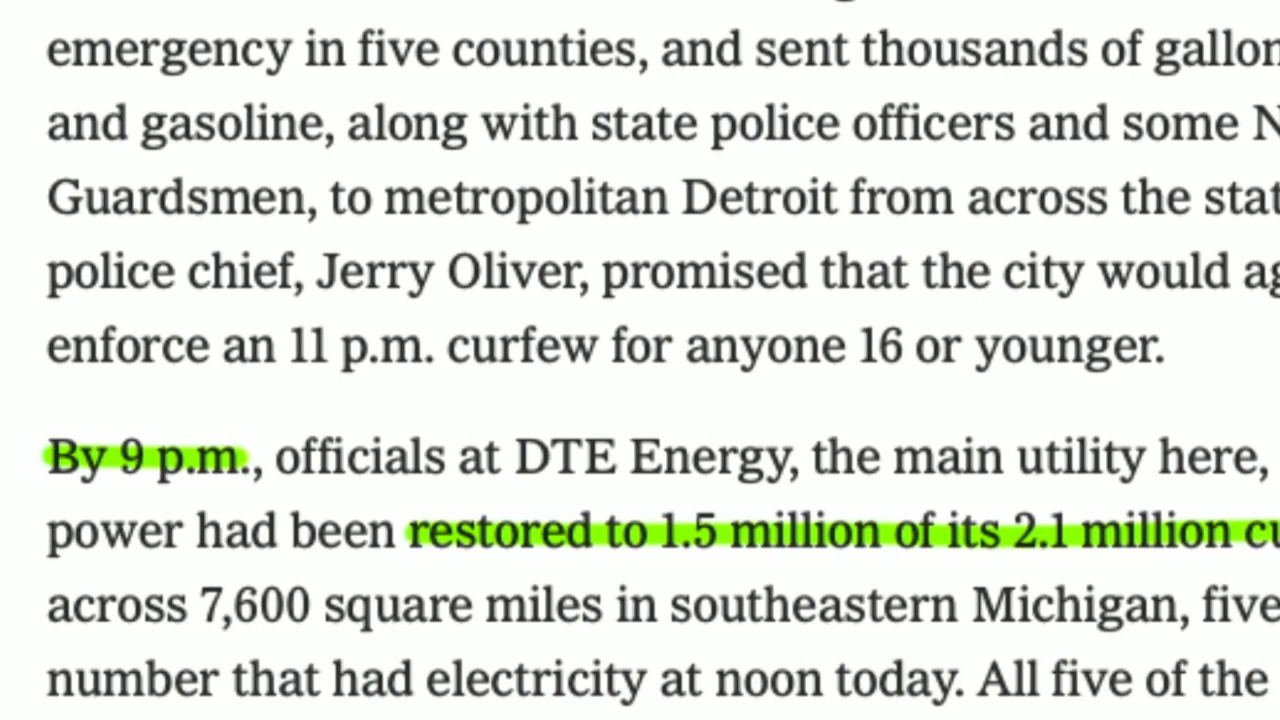 emergency in five counties, and sent thousands of gallon
and gasoline, along with state police officers and some N
Guardsmen, to metropolitan Detroit from across the stat
police chief, Jerry Oliver, promised that the city would ag
enforce an 11 p.m. curfew for anyone 16 or younger.
By 9 p.m., officials at DTE Energy, the main utility here,
power had been restored to 1.5 million of its 2.1 million cu
across 7,600 square miles in southeastern Michigan, five
number that had electricity at noon today. All five of the